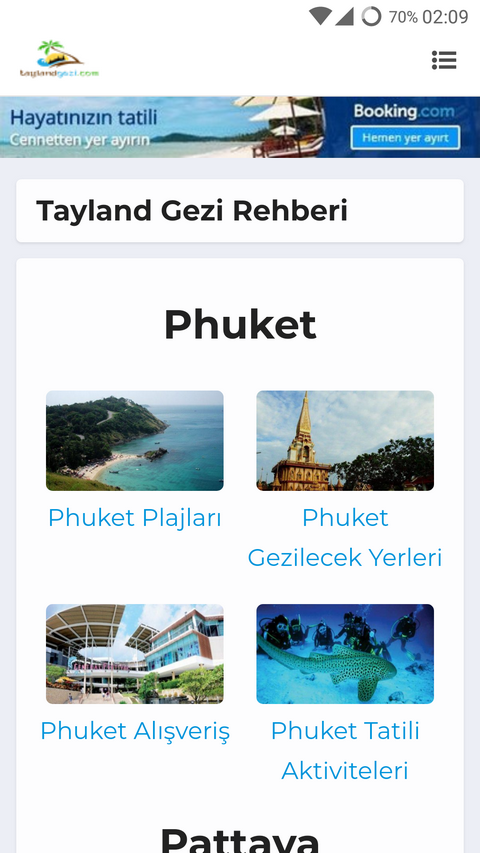 70% 02:09
taylandgezi.com
Hayatınızın tatili
Cennetten yer ayırın
Booking.com
Hemen yer ayırt
Tayland Gezi Rehberi
Phuket
Phuket Plajları
Phuket
Gezilecek Yerleri
Phuket Alışveriş
Phuket Tatili
Aktiviteleri
Pattaya